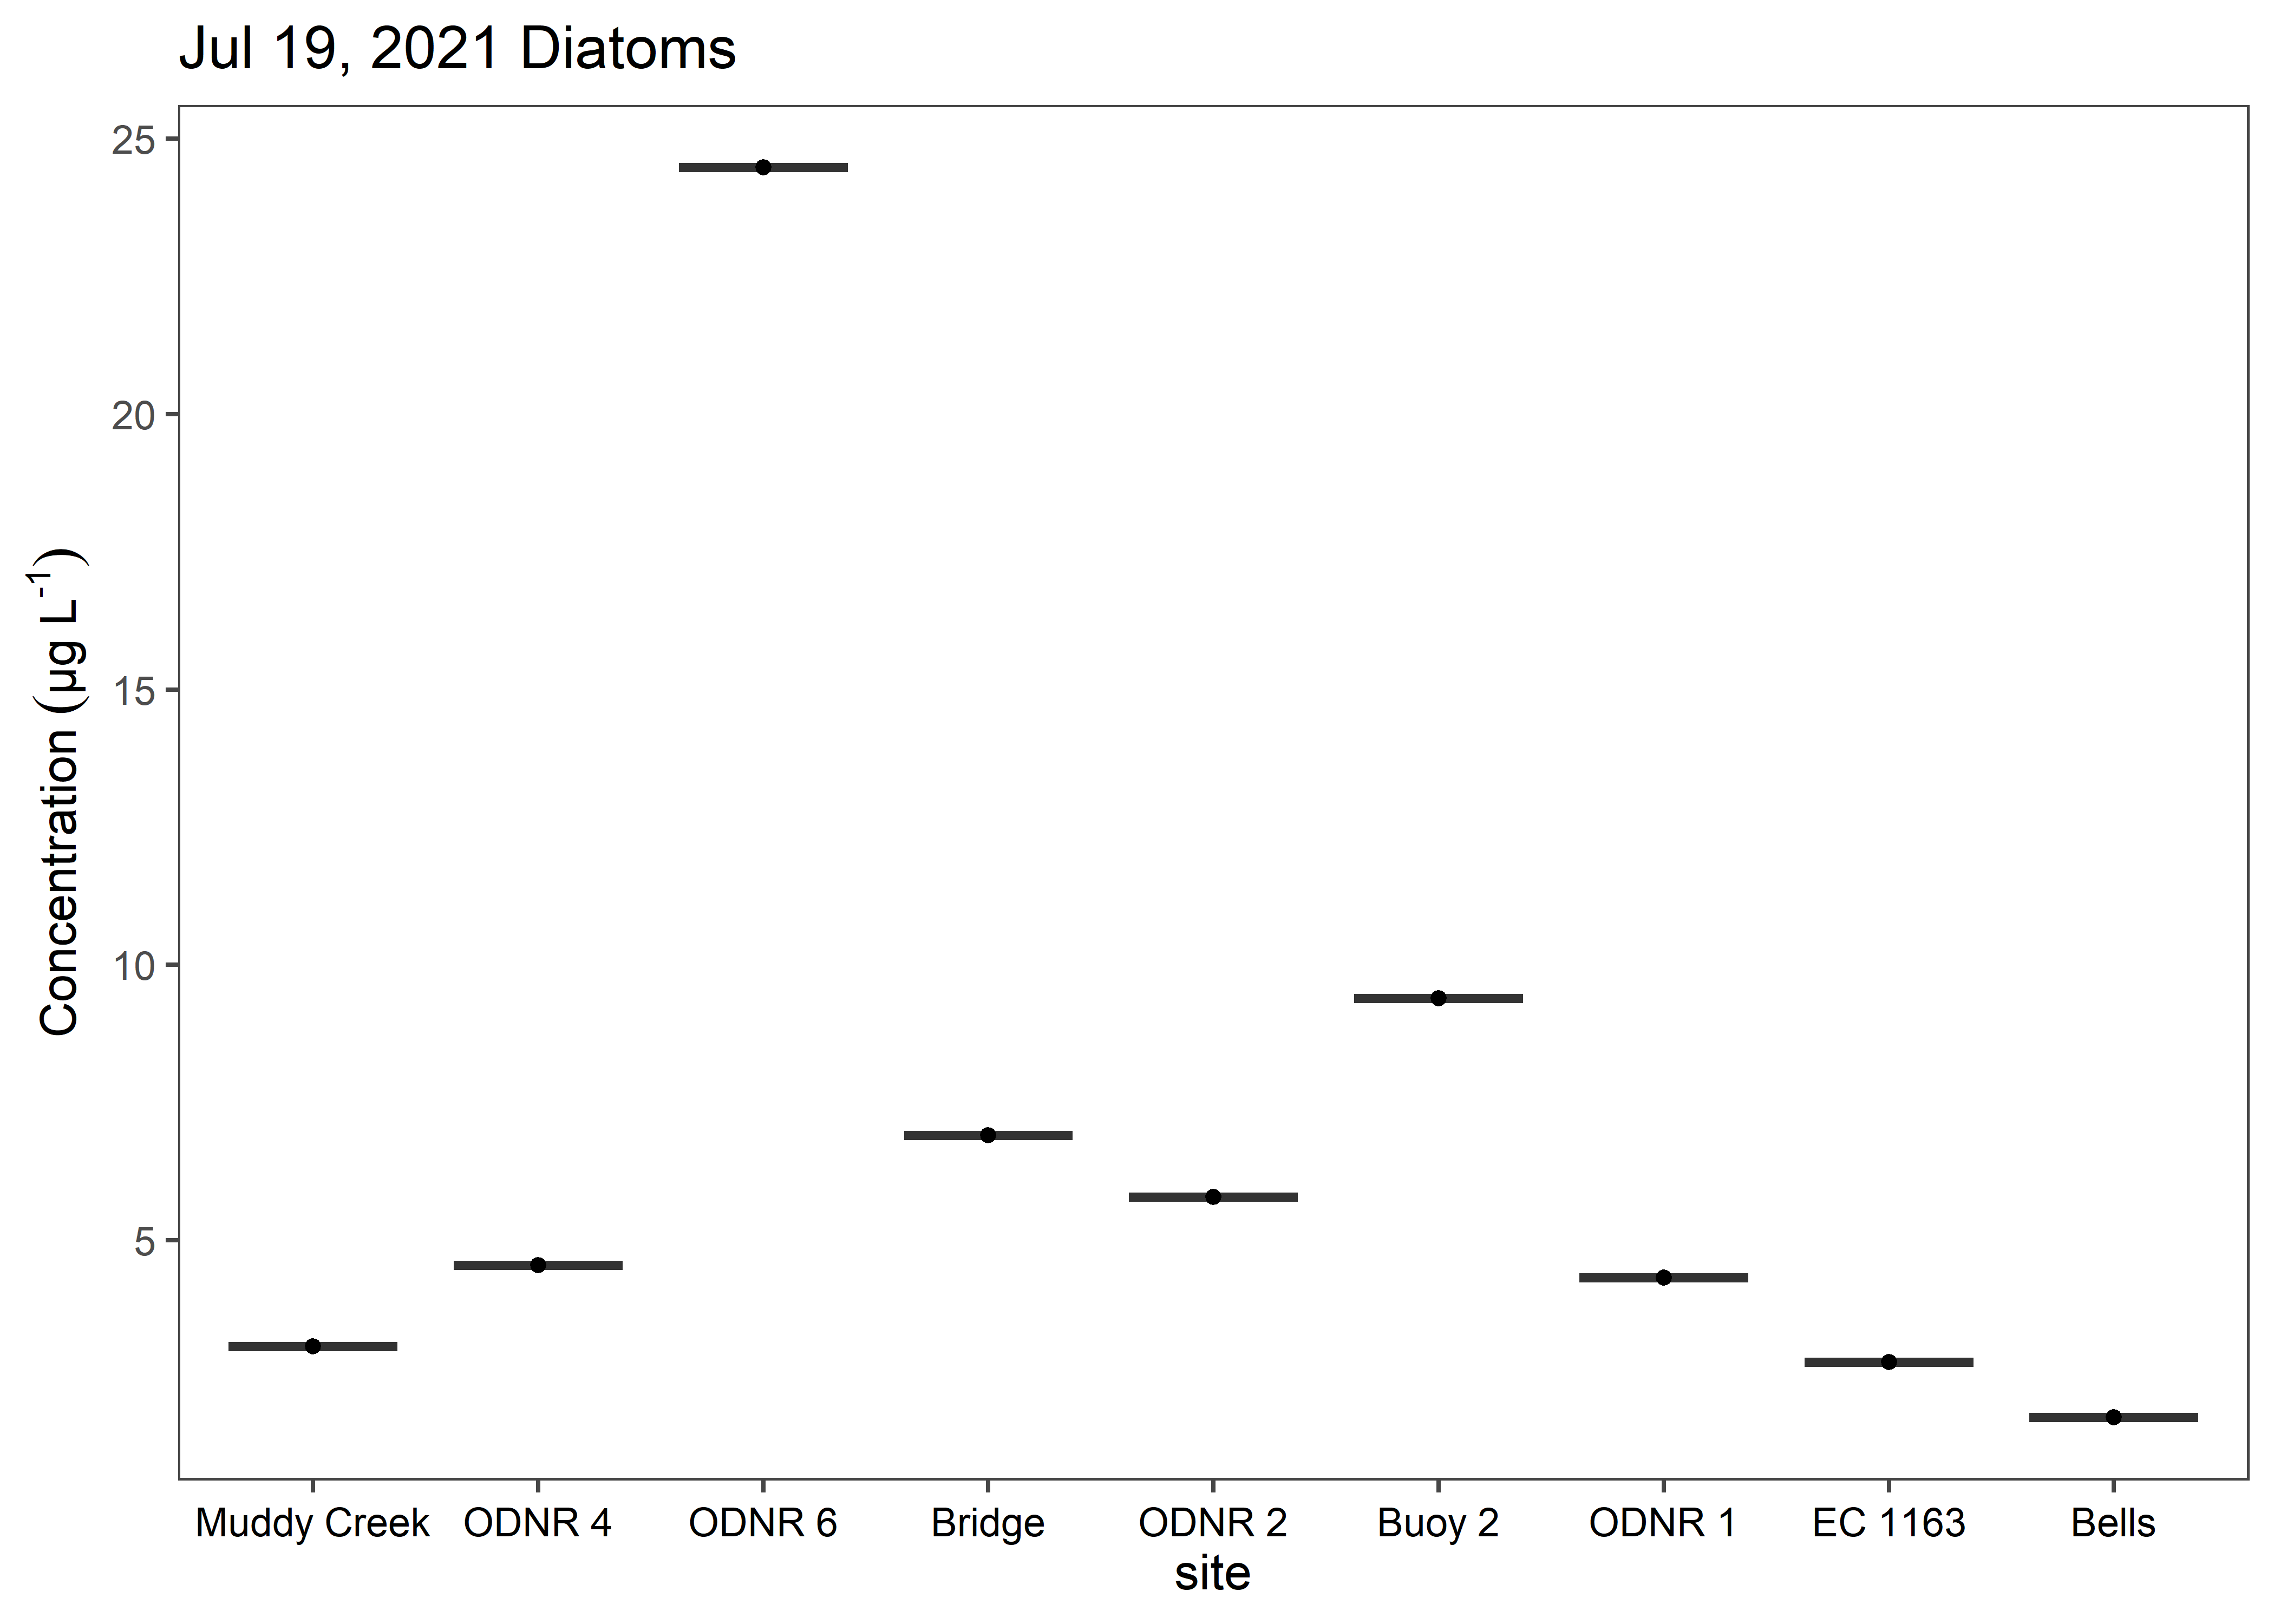 Jul 19, 2021 Diatoms
Concentration (µg L⁻¹)
25
20
15
10
5
Muddy Creek ODNR 4 ODNR 6 Bridge ODNR 2 Buoy 2 ODNR 1 EC 1163 Bells
site